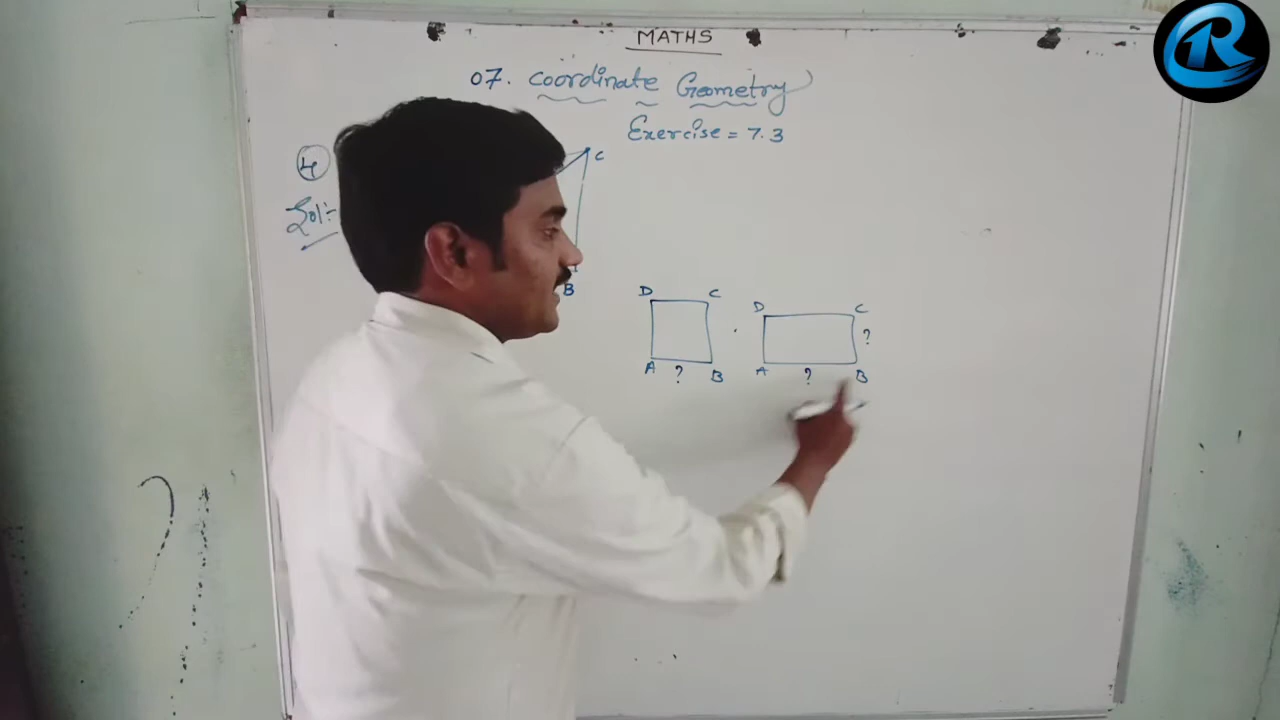 MATHS
07. Coordinate Geometry
Exercise = 7.3
4
Sol:-
C
B
D C
A ? B
D C
?
A ? B
R